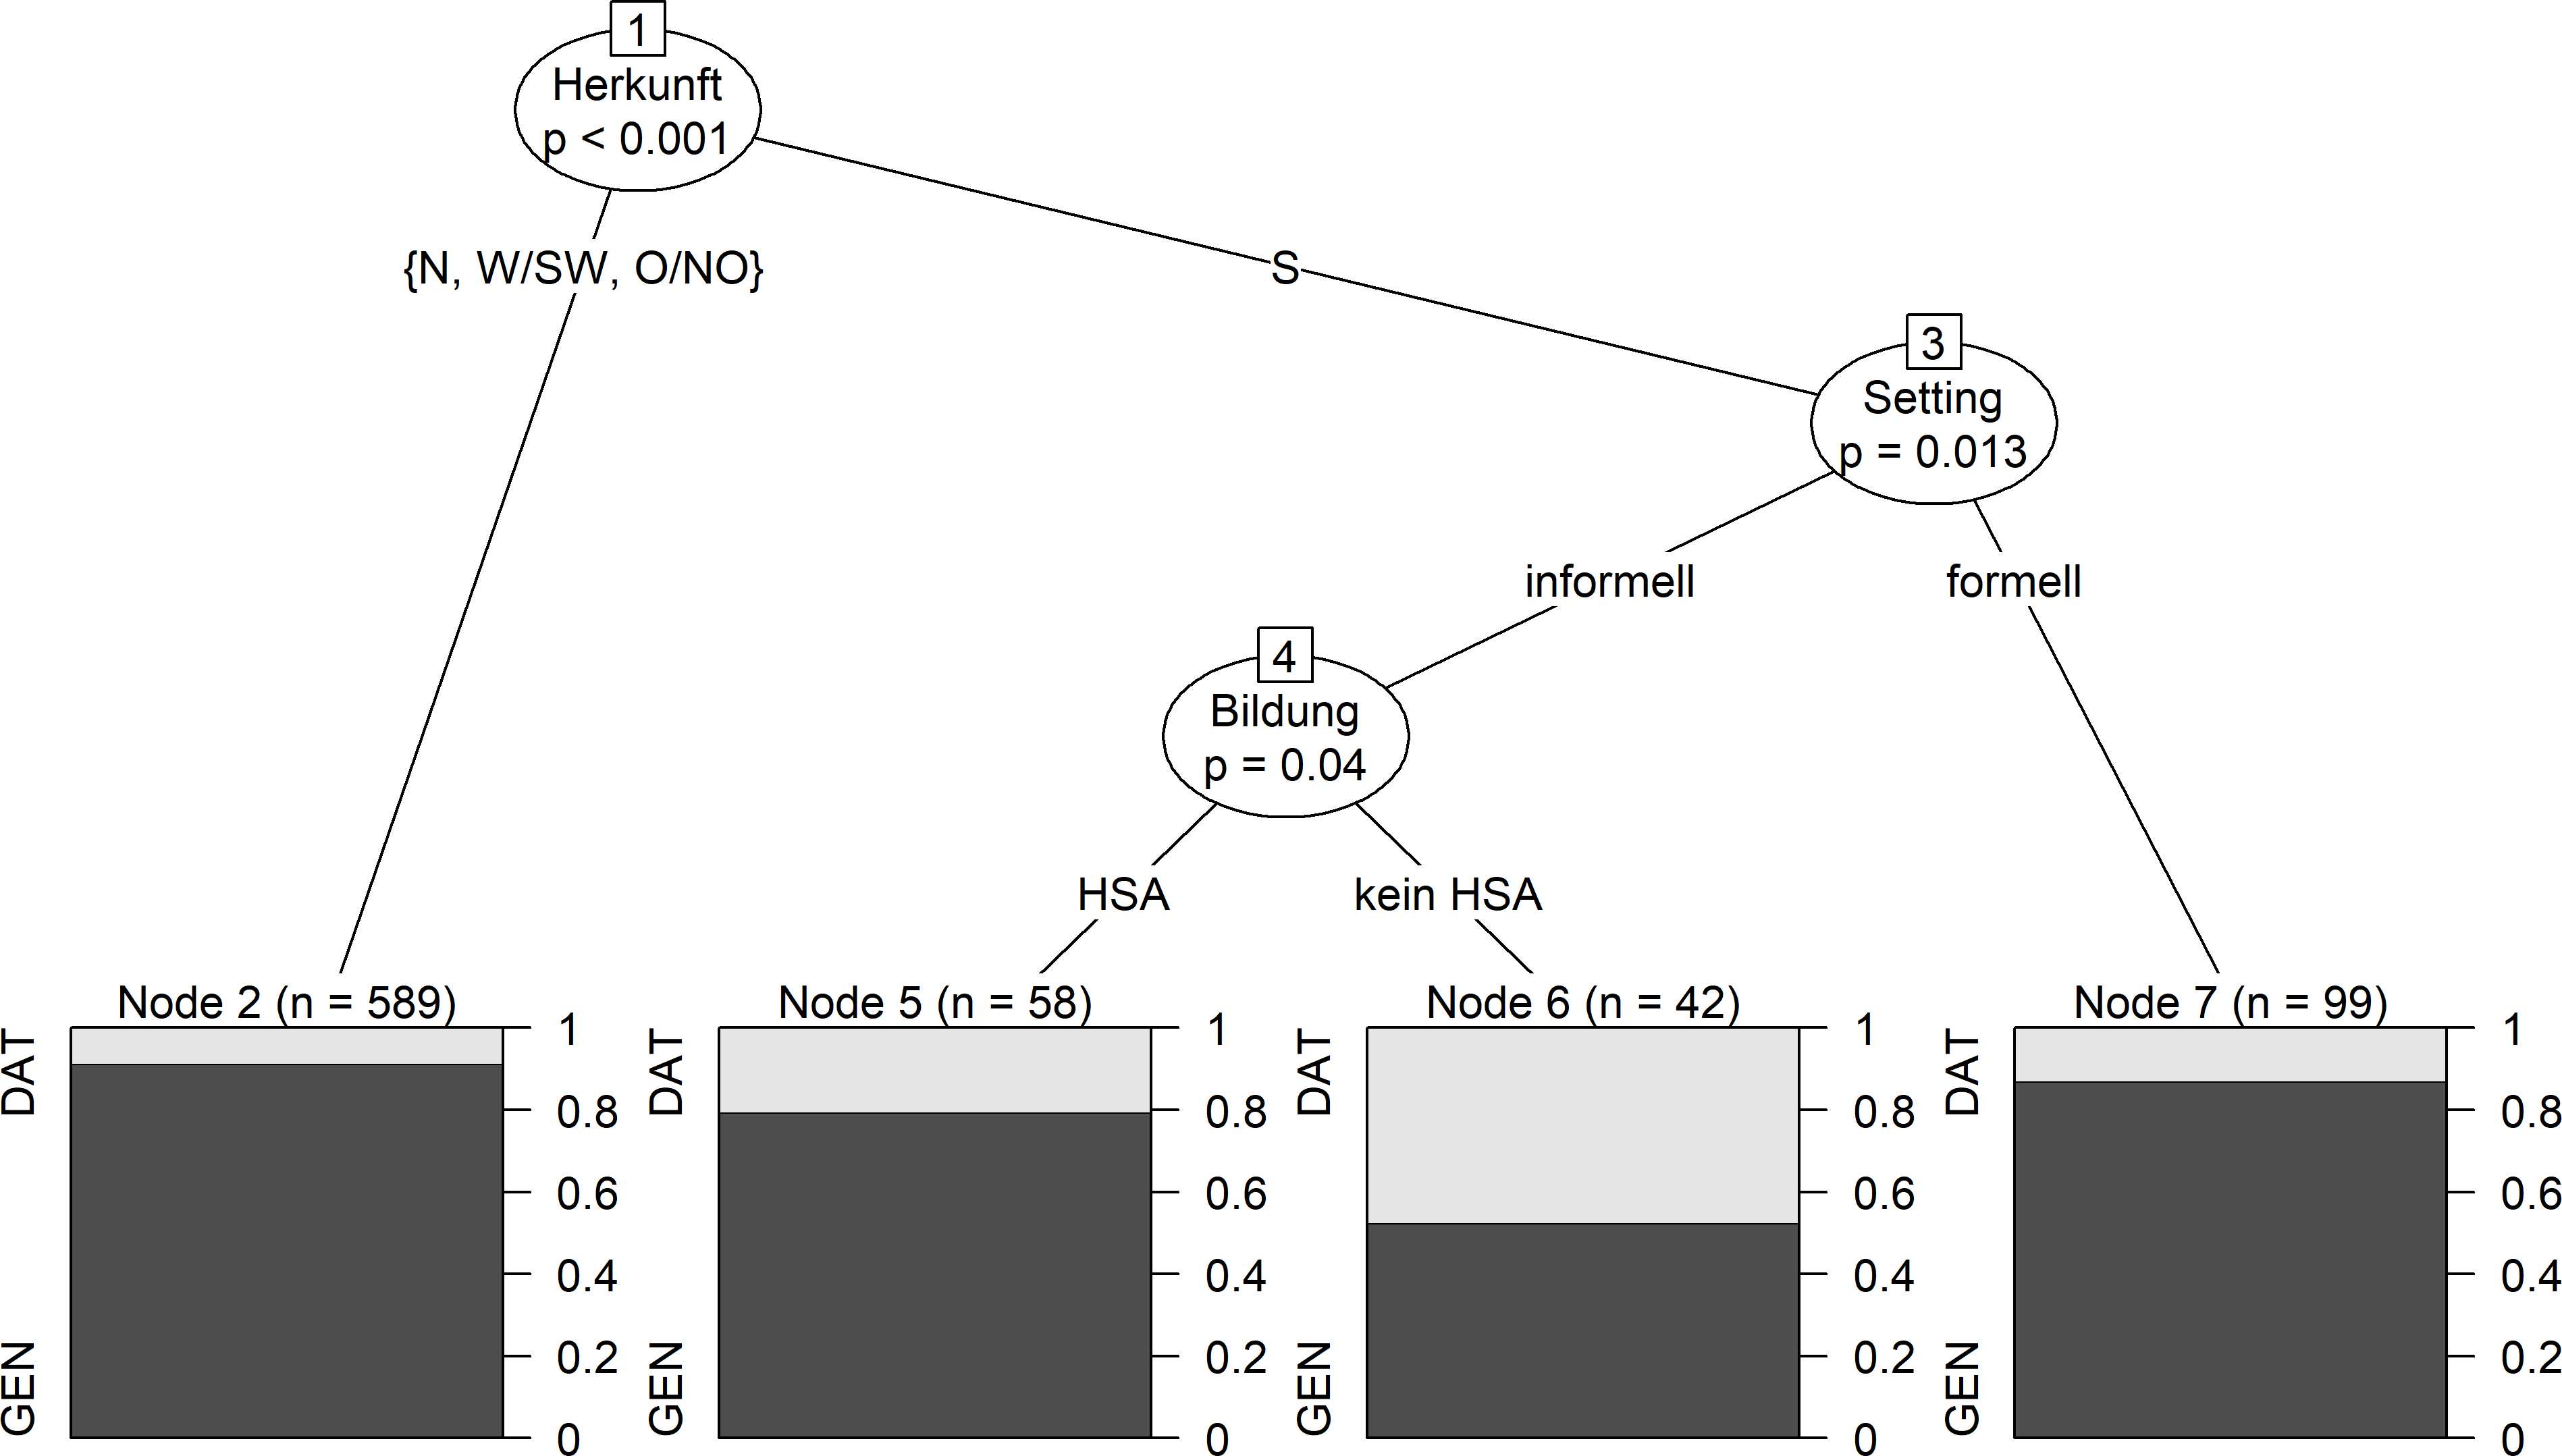 1
Herkunft
p < 0.001
{N, W/SW, O/NO}
S
3
Setting
p = 0.013
informell
formell
4
Bildung
p = 0.04
HSA
kein HSA
Node 2 (n = 589)
DAT
GEN
1
0.8
0.6
0.4
0.2
0
Node 5 (n = 58)
DAT
GEN
1
0.8
0.6
0.4
0.2
0
Node 6 (n = 42)
DAT
GEN
1
0.8
0.6
0.4
0.2
0
Node 7 (n = 99)
DAT
GEN
1
0.8
0.6
0.4
0.2
0